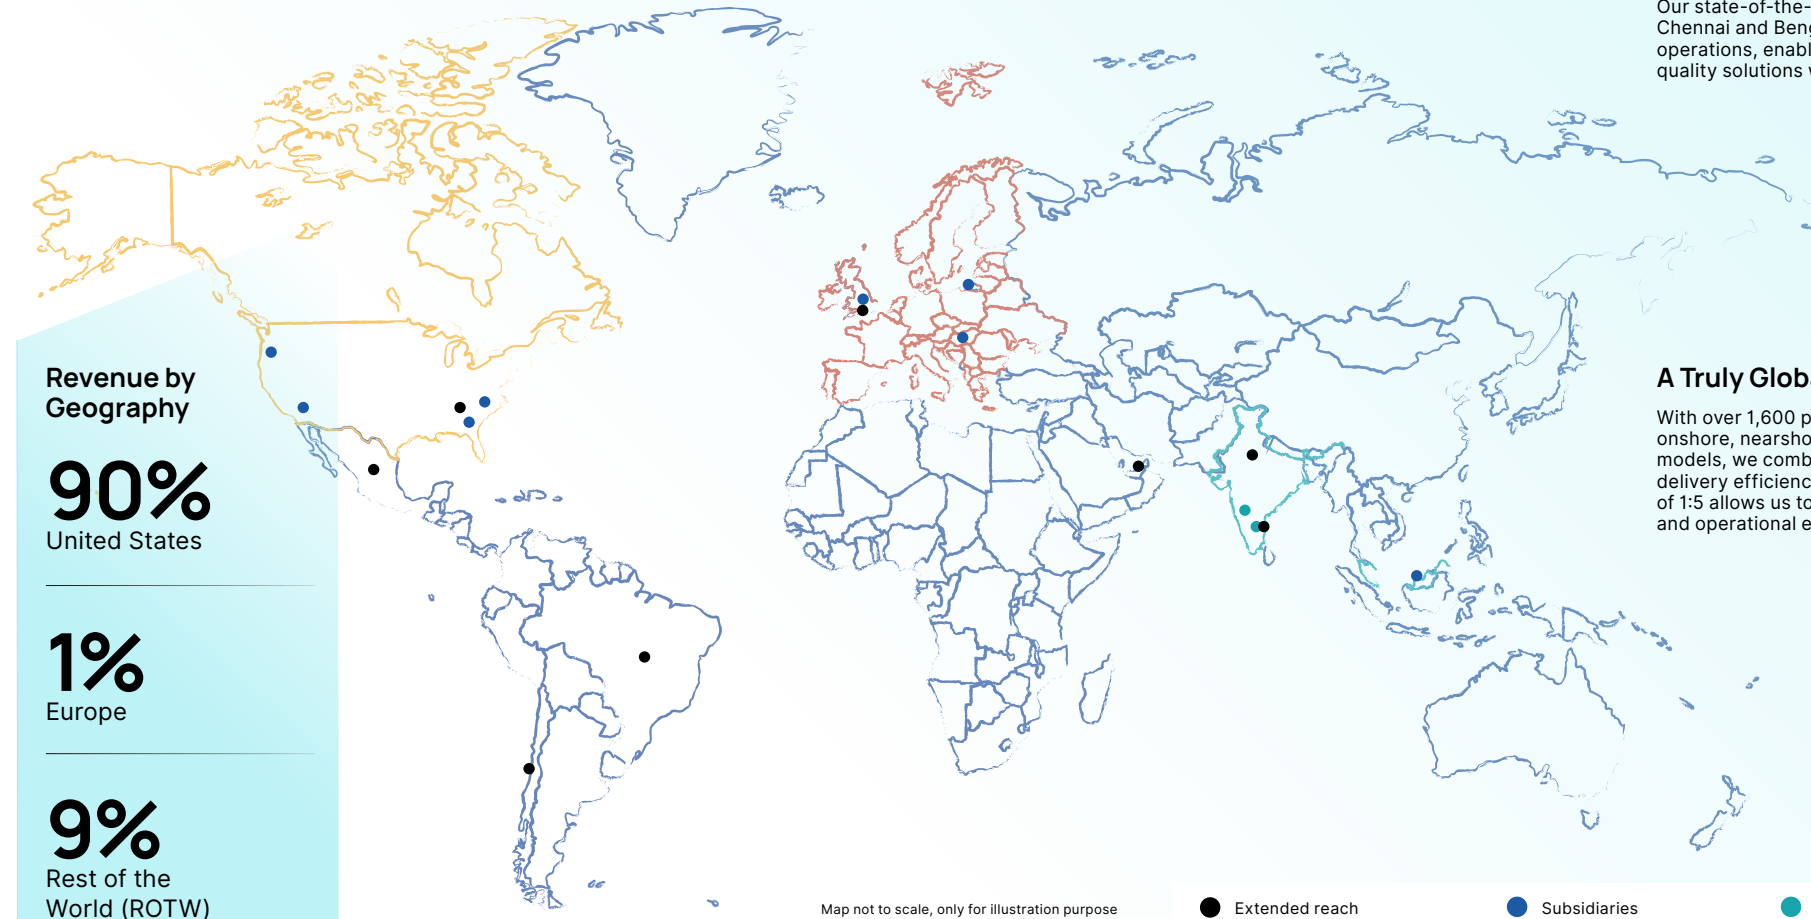 Our state-of-the-
Chennai and Beng
operations, enabl
quality solutions w
Revenue by
Geography
90%
United States
1%
Europe
9%
Rest of the
World (ROTW)
A Truly Glob
With over 1,600 p
onshore, nearsho
models, we comb
delivery efficienc
of 1:5 allows us to
and operational e
Map not to scale, only for illustration purpose
Extended reach
Subsidiaries